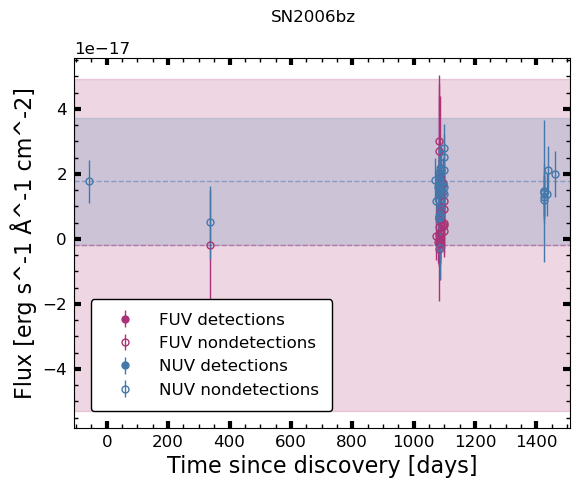 SN2006bz
1e−17
Flux [erg s^-1 Å^-1 cm^-2]
4
2
0
−2
−4
FUV detections
FUV nondetections
NUV detections
NUV nondetections
0 200 400 600 800 1000 1200 1400
Time since discovery [days]